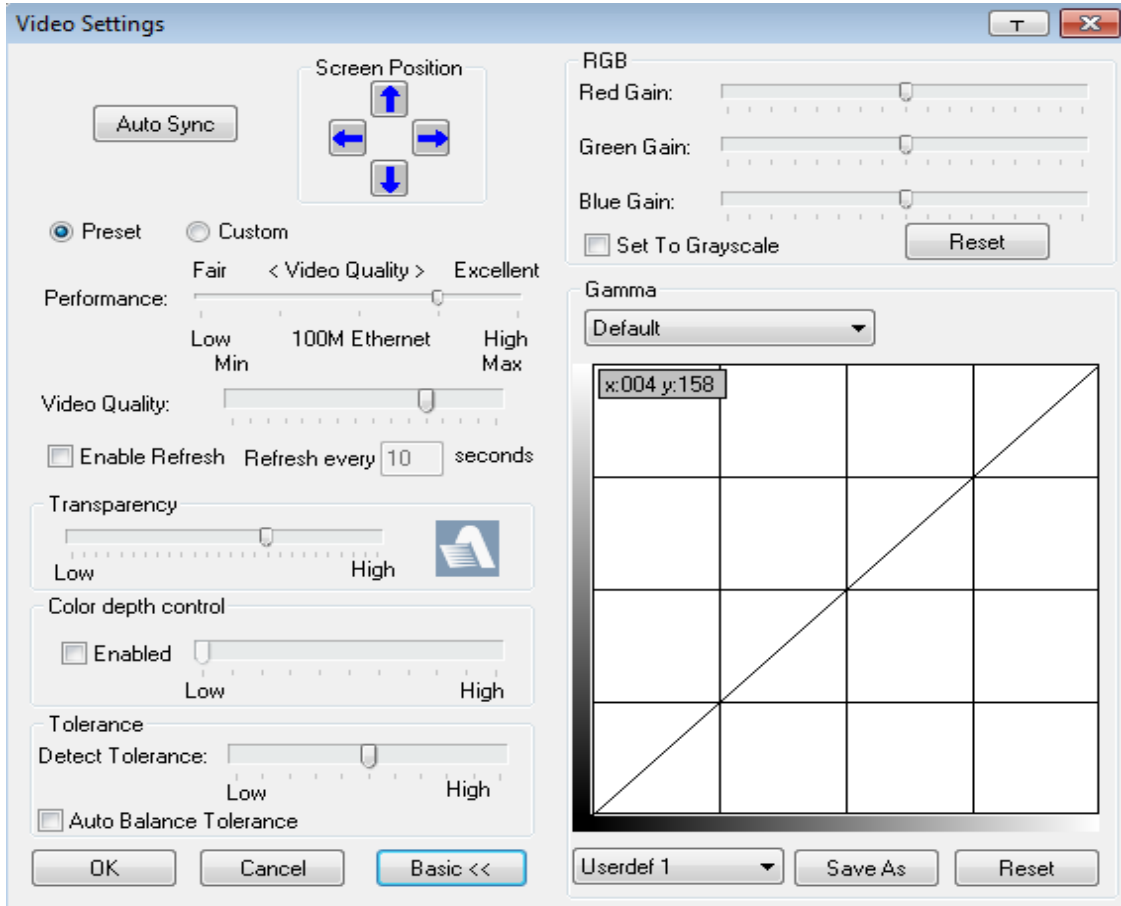 Video Settings
Auto Sync
Screen Position
Preset
Custom
Fair < Video Quality > Excellent
Performance:
Low 100M Ethernet High
Min Max
Video Quality:
Enable Refresh Refresh every 10 seconds
Transparency
Low High
Color depth control
Enabled
Low High
Tolerance
Detect Tolerance:
Low High
Auto Balance Tolerance
OK Cancel Basic <<
RGB
Red Gain:
Green Gain:
Blue Gain:
Set To Grayscale Reset
Gamma
Default
x:004 y:158
Userdef 1 Save As Reset